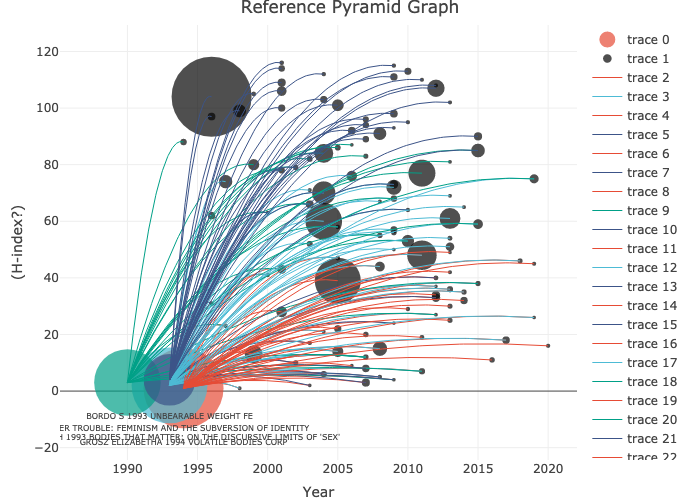 Reference Pyramid Graph
120
100
80
60
40
20
0
−20
(H-index?)
BORDO S 1993 UNBEARABLE WEIGHT FE
ER TROUBLE: FEMINISM AND THE SUBVERSION OF IDENTITY
1993 BODIES THAT MATTER: ON THE DISCURSIVE LIMITS OF 'SEX'
GROSZ ELIZABETHA 1994 VOLATILE BODIES CORP
1990 1995 2000 2005 2010 2015 2020
Year
trace 0
trace 1
trace 2
trace 3
trace 4
trace 5
trace 6
trace 7
trace 8
trace 9
trace 10
trace 11
trace 12
trace 13
trace 14
trace 15
trace 16
trace 17
trace 18
trace 19
trace 20
trace 21
trace 22